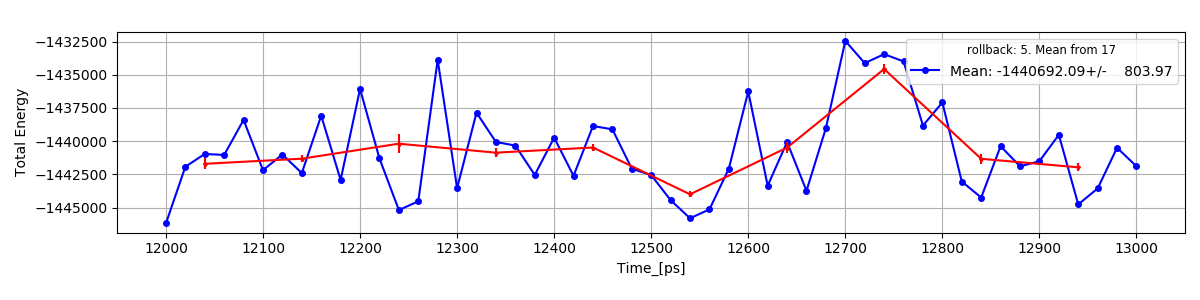 rollback: 5. Mean from 17
Mean: -1440692.09+/-    803.97
Total Energy
−1432500
−1435000
−1437500
−1440000
−1442500
−1445000
12000 12100 12200 12300 12400 12500 12600 12700 12800 12900 13000
Time_[ps]